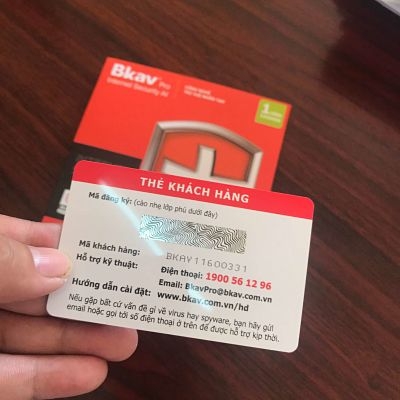 Bkav Pro
Internet Security AI
THẺ KHÁCH HÀNG
Mã đăng ký: (cào nhẹ lớp phủ dưới đây)
Mã khách hàng: BKAY11600331
Hỗ trợ kỹ thuật: Điện thoại: 1900 56 12 96
Email: BkavPro@bkav.com.vn
Hướng dẫn cài đặt: www.bkav.com.vn/hd
Nếu gặp bất cứ vấn đề gì về virus hay spyware, bạn hãy gửi
email hoặc gọi tới số điện thoại ở trên để được hỗ trợ kịp thời.